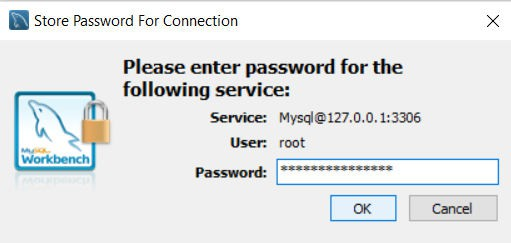 Store Password For Connection
Please enter password for the
following service:
Service: Mysql@127.0.0.1:3306
User: root
Password: ***************
MySQL
Workbench
OK Cancel